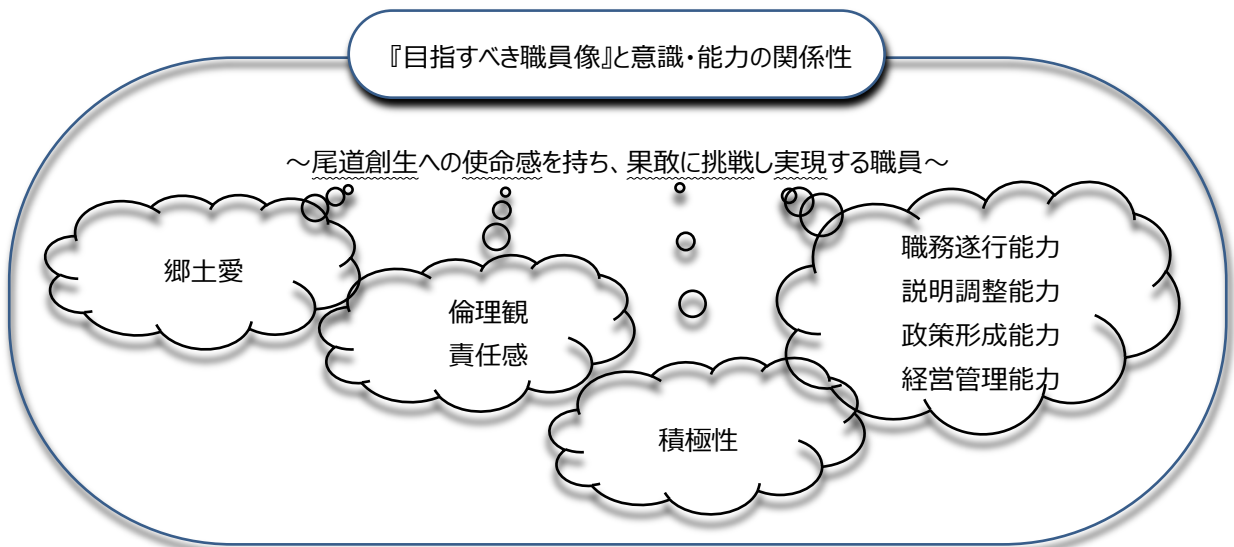 『目指すべき職員像』と意識・能力の関係性
～尾道創生への使命感を持ち、果敢に挑戦し実現する職員～
郷土愛
倫理観
責任感
積極性
職務遂行能力
説明調整能力
政策形成能力
経営管理能力